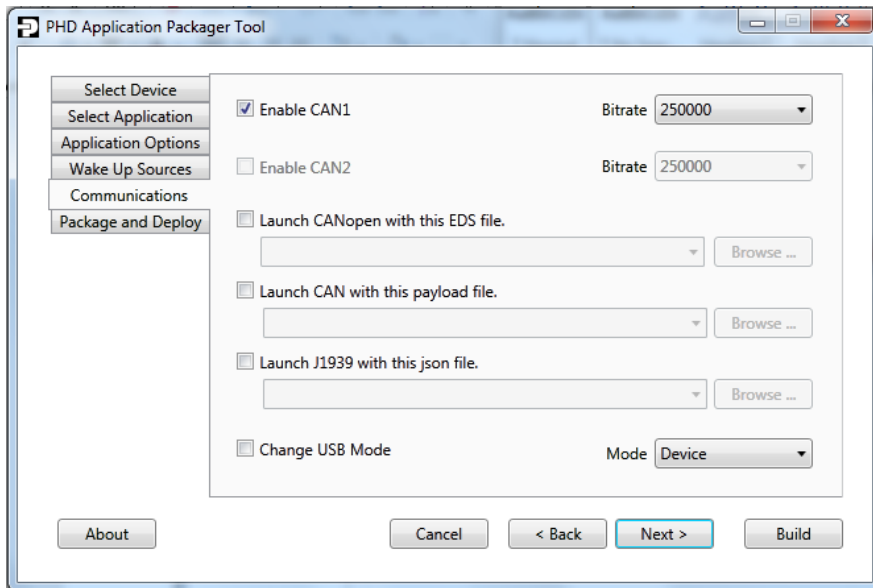 PHD Application Packager Tool
Select Device
Select Application
Application Options
Wake Up Sources
Communications
Package and Deploy
Enable CAN1 Bitrate 250000
Enable CAN2 Bitrate 250000
Launch CANopen with this EDS file.
Browse ...
Launch CAN with this payload file.
Browse ...
Launch J1939 with this json file.
Browse ...
Change USB Mode Mode Device
About Cancel < Back Next > Build